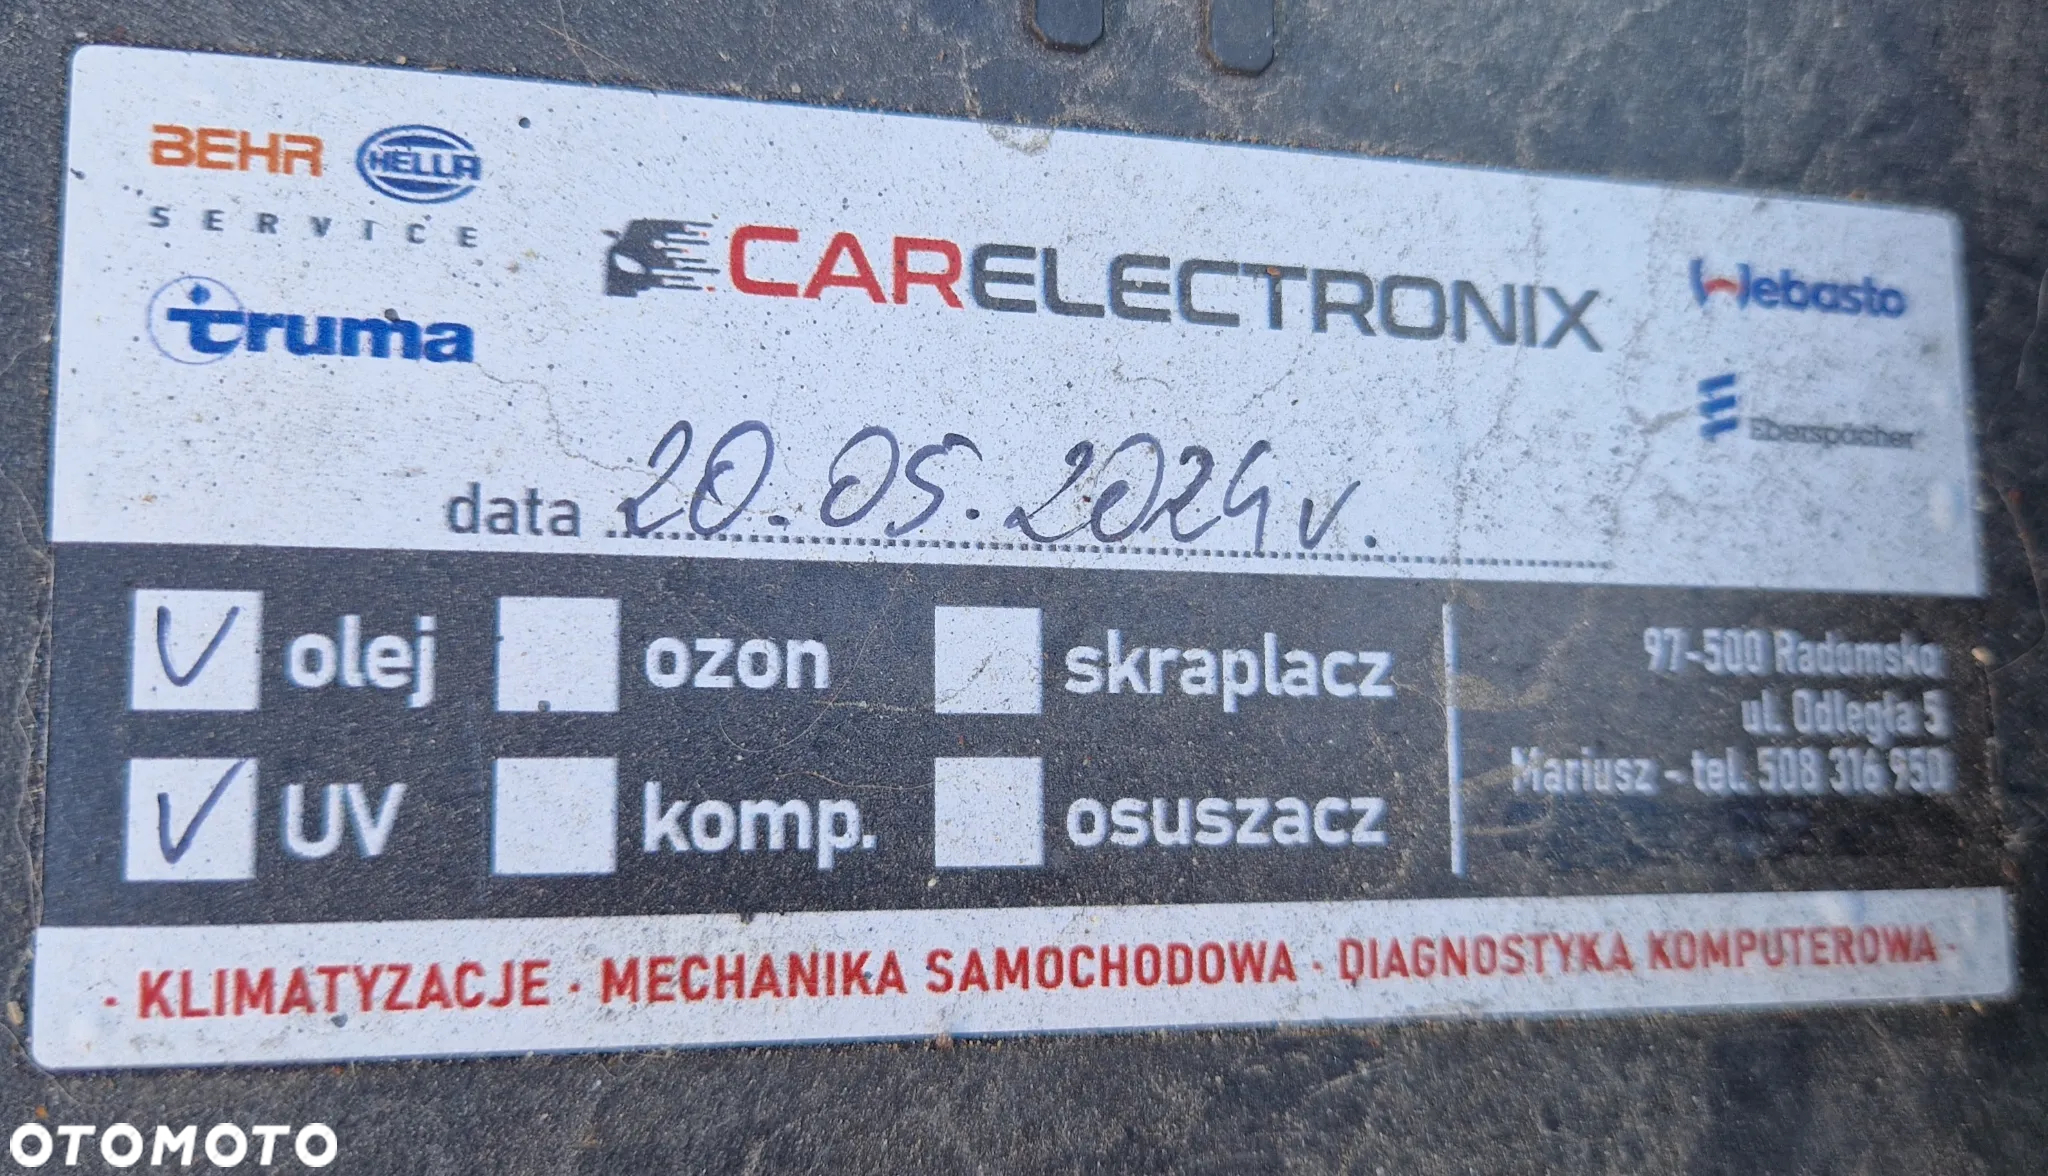 BEHR HELLA
SERVICE
truma
CARELECTRONIX
Webasto
Eberspächer
data 20.05.2024 r.
olej ozon skraplacz
UV komp. osuszacz
97-500 Radomsko
ul. Odległa 5
Mariusz - tel. 508 316 950
· KLIMATYZACJE · MECHANIKA SAMOCHODOWA · DIAGNOSTYKA KOMPUTEROWA ·
OTOMOTO